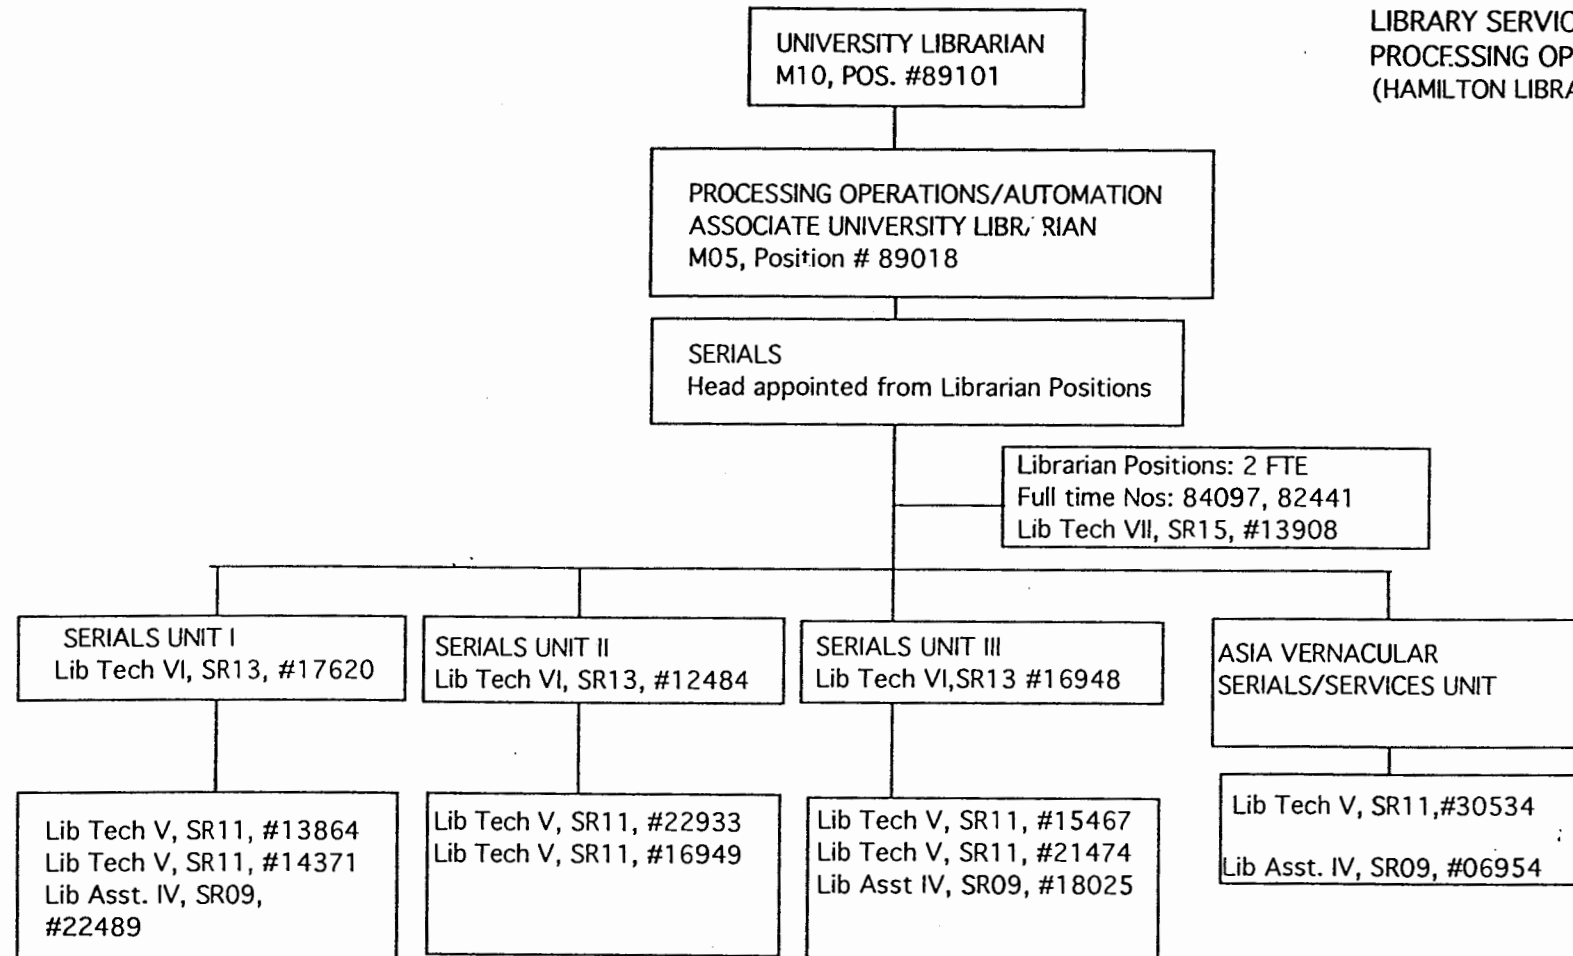 UNIVERSITY LIBRARIAN
M10, POS. #89101
LIBRARY SERVIC
PROCESSING OP
(HAMILTON LIBRA
PROCESSING OPERATIONS/AUTOMATION
ASSOCIATE UNIVERSITY LIBR RIAN
M05, Position # 89018
SERIALS
Head appointed from Librarian Positions
Librarian Positions: 2 FTE
Full time Nos: 84097, 82441
Lib Tech VII, SR15, #13908
SERIALS UNIT I
Lib Tech VI, SR13, #17620
SERIALS UNIT II
Lib Tech VI, SR13, #12484
SERIALS UNIT III
Lib Tech VI,SR13 #16948
ASIA VERNACULAR
SERIALS/SERVICES UNIT
Lib Tech V, SR11, #13864
Lib Tech V, SR11, #14371
Lib Asst. IV, SR09,
#22489
Lib Tech V, SR11, #22933
Lib Tech V, SR11, #16949
Lib Tech V, SR11, #15467
Lib Tech V, SR11, #21474
Lib Asst IV, SR09, #18025
Lib Tech V, SR11,#30534
Lib Asst. IV, SR09, #06954